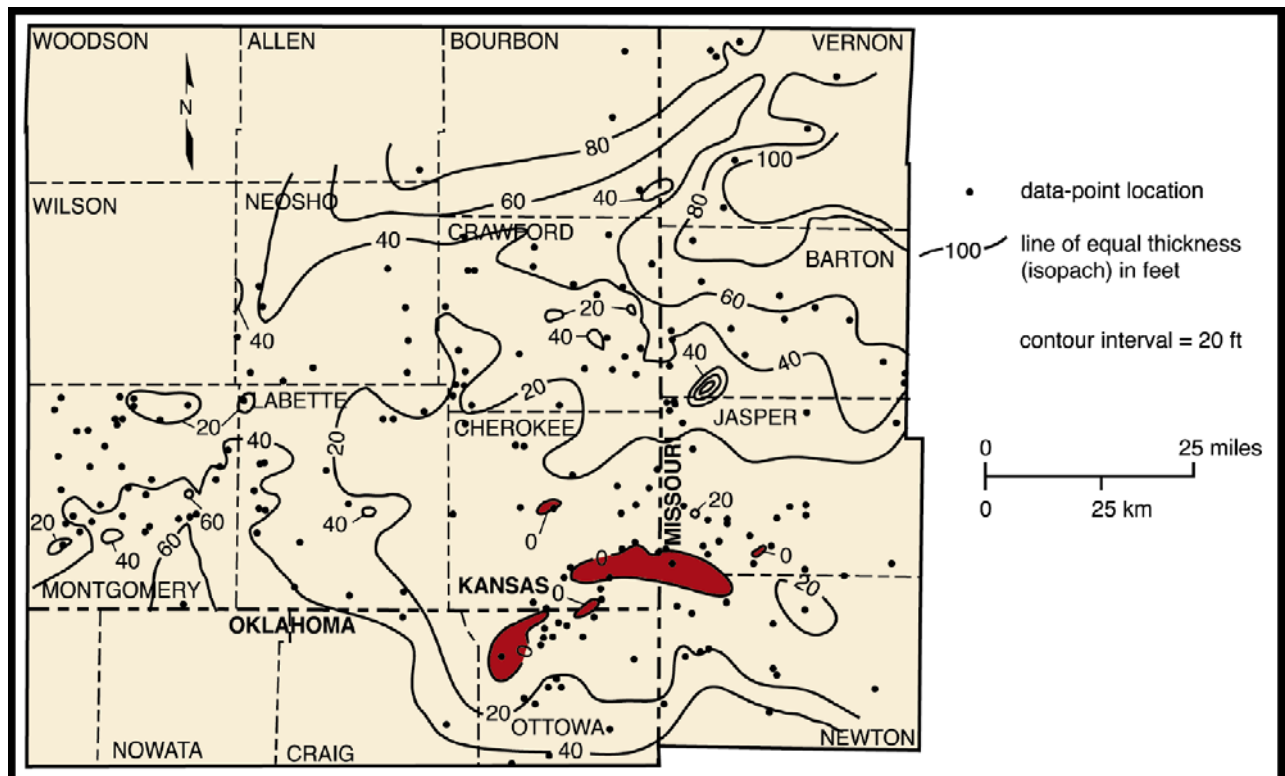 WOODSON
ALLEN
BOURBON
VERNON
N
80
100
60
40
WILSON
NEOSHO
40
CRAWFORD
80
BARTON
60
40
20
40
40
40
20
LABETTE
20
JASPER
CHEROKEE
40
20
MISSOURI
20
60
40
20
40
60
0
0
0
MONTGOMERY
KANSAS
0
20
OKLAHOMA
0
20
OTTOWA
40
NOWATA
CRAIG
NEWTON
data-point location
100
line of equal thickness
(isopach) in feet
contour interval = 20 ft
0
25 miles
0
25 km